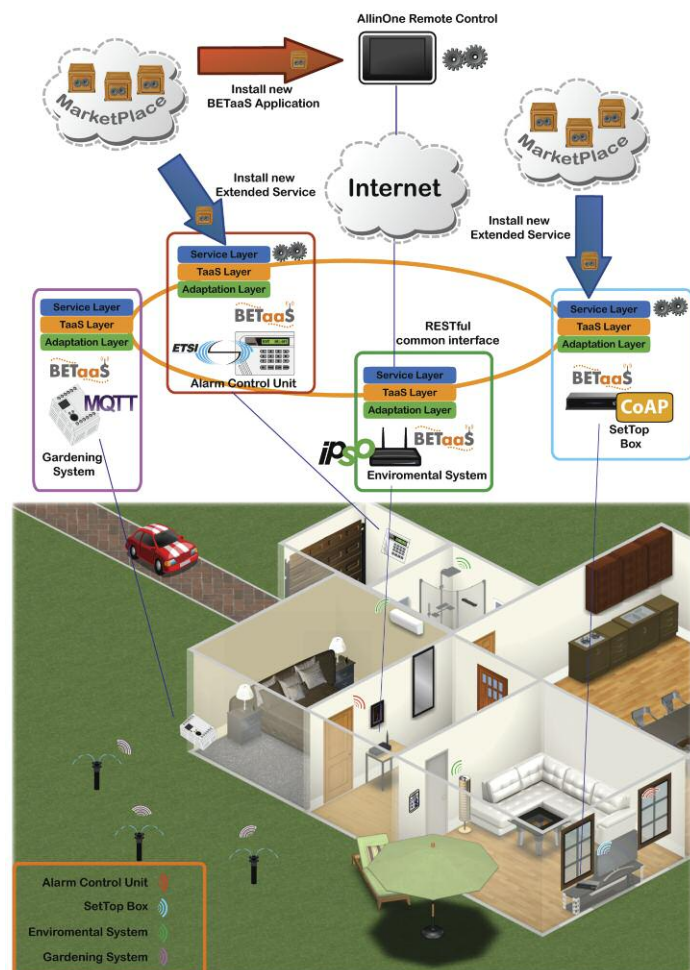 AllinOne Remote Control
MarketPlace
Install new
BETaaS Application
MarketPlace
Internet
Install new
Extended Service
Install new
Extended Service
Service Layer
TaaS Layer
Adaptation Layer
BETaaS
ETSI
Alarm Control Unit
Service Layer
TaaS Layer
Adaptation Layer
BETaaS
MQTT
Gardening
System
RESTful
common interface
Service Layer
TaaS Layer
Adaptation Layer
ipso
BETaaS
Enviromental System
Service Layer
TaaS Layer
Adaptation Layer
BETaaS
CoAP
SetTop
Box
Alarm Control Unit
SetTop Box
Enviromental System
Gardening System